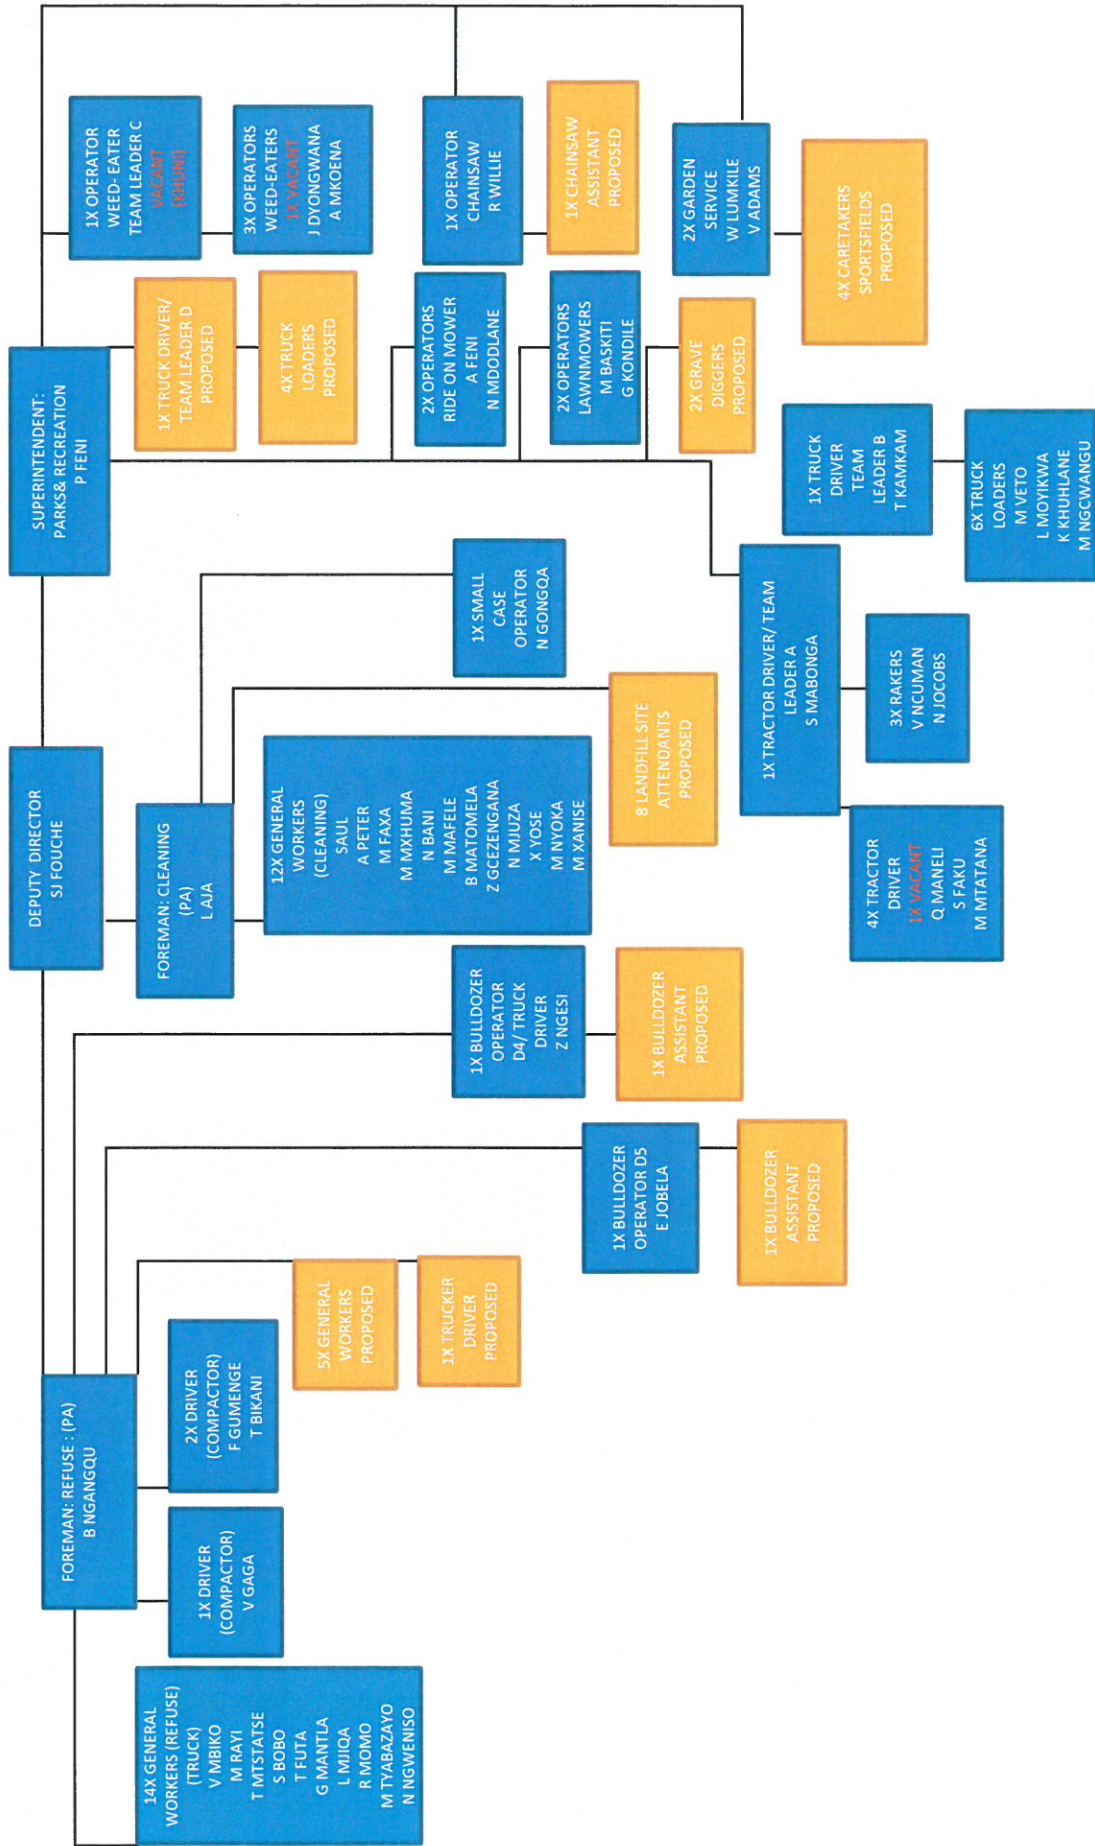 DEPUTY DIRECTOR
SJ FOUCHE
FOREMAN: REFUSE : (PA)
B NGANGQU
14X GENERAL
WORKERS (REFUSE)
(TRUCK)
V MBIKO
M RAYI
T MTSTATSE
S BOBO
T FUTA
G MANTLA
L MJIQA
R MOMO
M TYABAZAYO
N NGWENISO
1X DRIVER
(COMPACTOR)
V GAGA
2X DRIVER
(COMPACTOR)
F GUMENGE
T BIKANI
5X GENERAL
WORKERS
PROPOSED
1X TRUCKER
DRIVER
PROPOSED
1X BULLDOZER
OPERATOR D5
E JOBELA
1X BULLDOZER
ASSISTANT
PROPOSED
1X BULLDOZER
OPERATOR
D4/ TRUCK
DRIVER
Z NGESI
1X BULLDOZER
ASSISTANT
PROPOSED
FOREMAN: CLEANING
(PA)
L AJA
12X GENERAL
WORKERS
(CLEANING)
SAUL
A PETER
M FAXA
M MXHUMA
N BANI
M MAFELE
B MATOMELA
Z GCEZENGANA
N MJUZA
X YOSE
M NYOKA
M XANISE
8 LANDFILL SITE
ATTENDANTS
PROPOSED
1X SMALL
CASE
OPERATOR
N GONGQA
SUPERINTENDENT:
PARKS& RECREATION
P FENI
1X TRUCK DRIVER/
TEAM LEADER D
PROPOSED
4X TRUCK
LOADERS
PROPOSED
2X OPERATORS
RIDE ON MOWER
A FENI
N MDODLANE
2X OPERATORS
LAWNMOWERS
M BASKITI
G KONDILE
2X GRAVE
DIGGERS
PROPOSED
1X TRACTOR DRIVER/ TEAM
LEADER A
S MABONGA
4X TRACTOR
DRIVER
1X VACANT
Q MANELI
S FAKU
M MTATANA
3X RAKERS
V NCUMAN
N JOCOBS
1X TRUCK
DRIVER
TEAM
LEADER B
T KAMKAM
6X TRUCK
LOADERS
M VETO
L MOYIKWA
K KHUHLANE
M NGCWANGU
1X OPERATOR
WEED- EATER
TEAM LEADER C
VACANT
(KHUNI)
3X OPERATORS
WEED-EATERS
1X VACANT
J DYONGWANA
A MKOENA
1X OPERATOR
CHAINSAW
R WILLIE
1X CHAINSAW
ASSISTANT
PROPOSED
2X GARDEN
SERVICE
W LUMKILE
V ADAMS
4X CARETAKERS
SPORTSFIELDS
PROPOSED